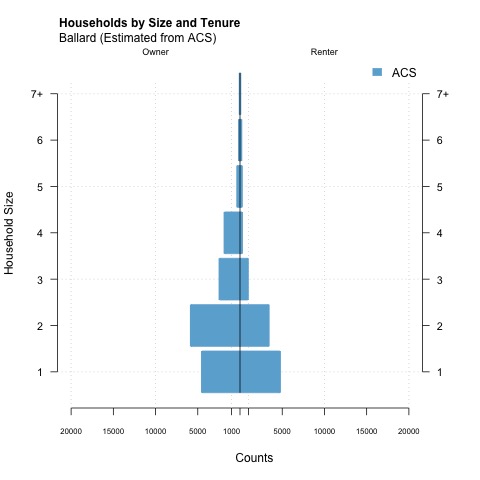 Households by Size and Tenure
Ballard (Estimated from ACS)
Owner Renter
ACS
7+ 7+
6 6
5 5
4 4
3 3
2 2
1 1
Household Size
20000 15000 10000 5000 1000 5000 10000 15000 20000
Counts